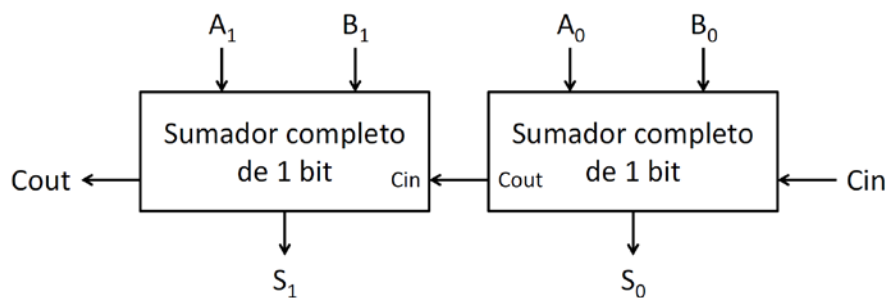 A₁ B₁ A₀ B₀
Sumador completo
de 1 bit
Sumador completo
de 1 bit
Cout
Cin
Cout
Cin
S₁ S₀